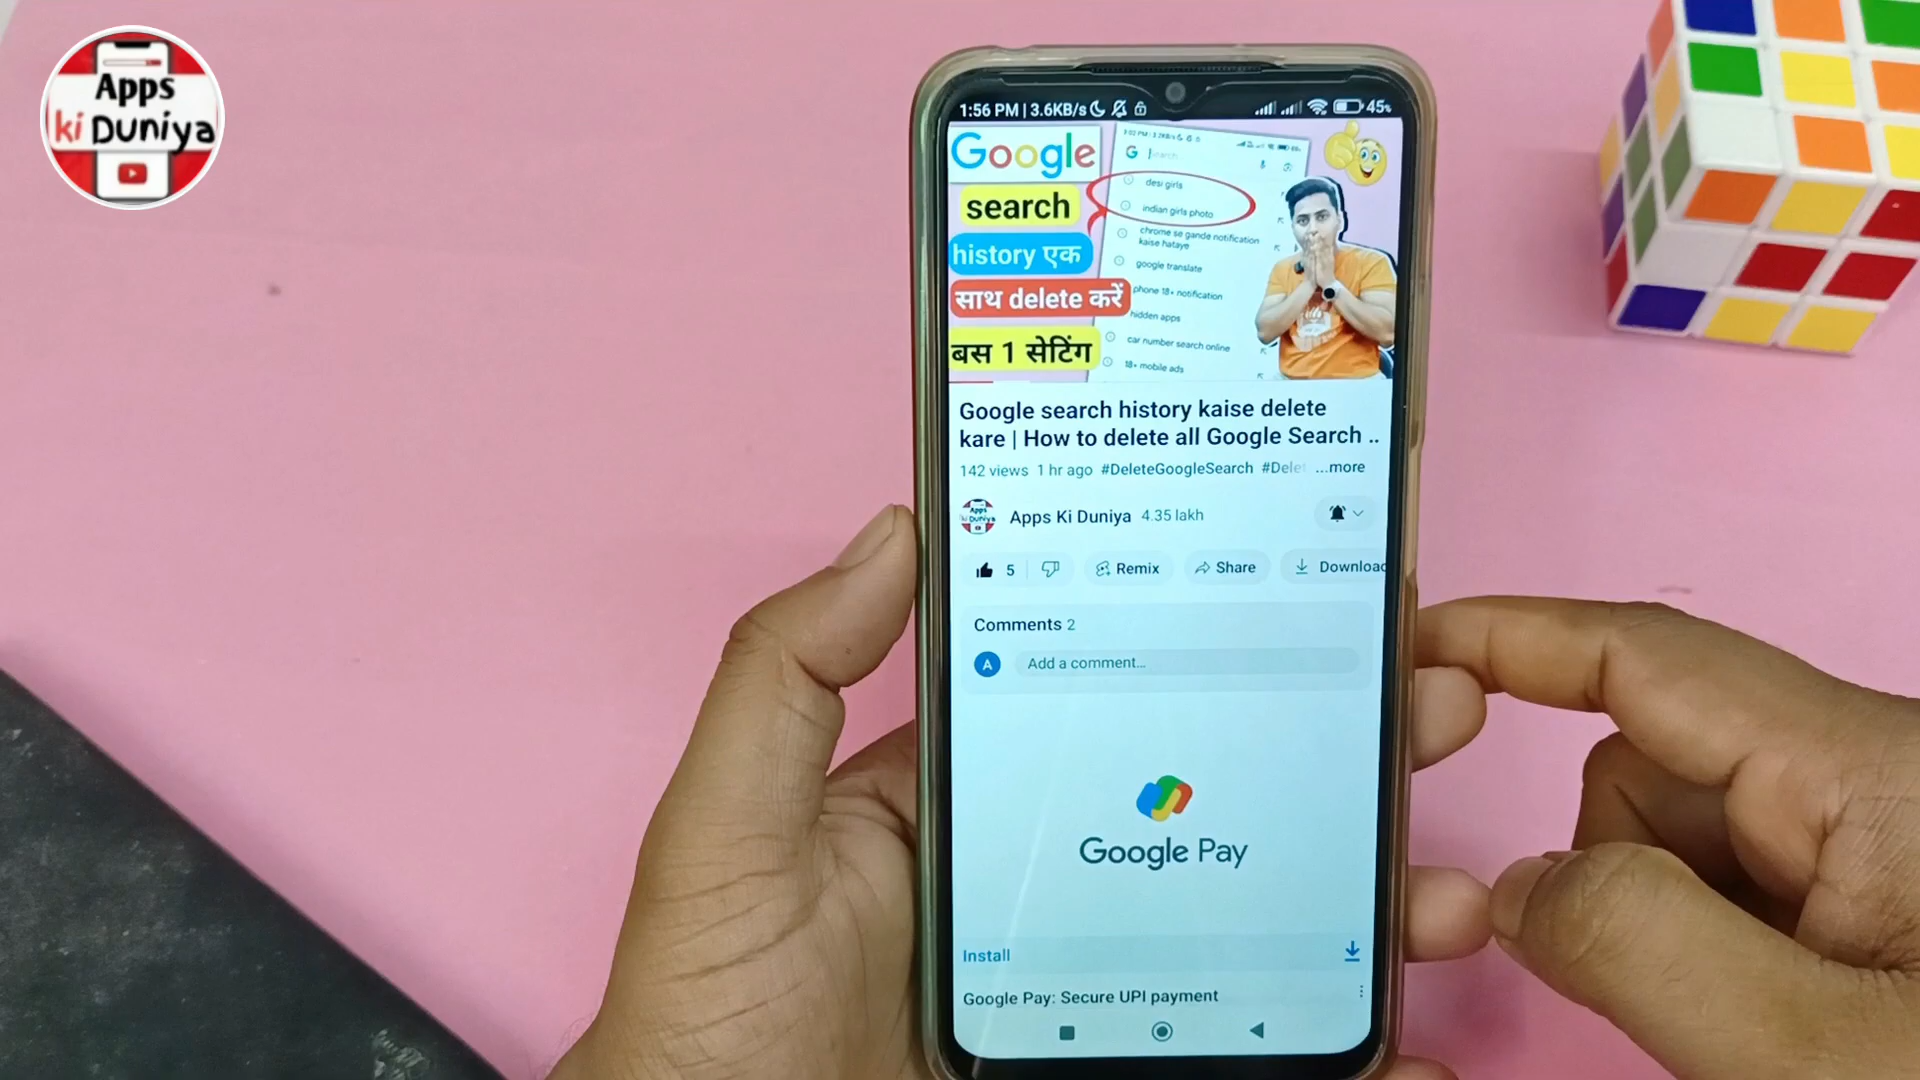 Apps
ki Duniya
1:56 PM | 3.6KB/s
45%
Google
search
history एक
साथ delete करें
बस 1 सेटिंग
Search
desi girls
indian girls photo
chrome se gande notification
kaise hataye
google translate
phone 18+ notification
hidden apps
car number search online
18+ mobile ads
Google search history kaise delete
kare | How to delete all Google Search ..
142 views 1 hr ago #DeleteGoogleSearch #Delet ...more
Apps Ki Duniya 4.35 lakh
5 Remix Share Download
Comments 2
A Add a comment...
Google Pay
Install
Google Pay: Secure UPI payment